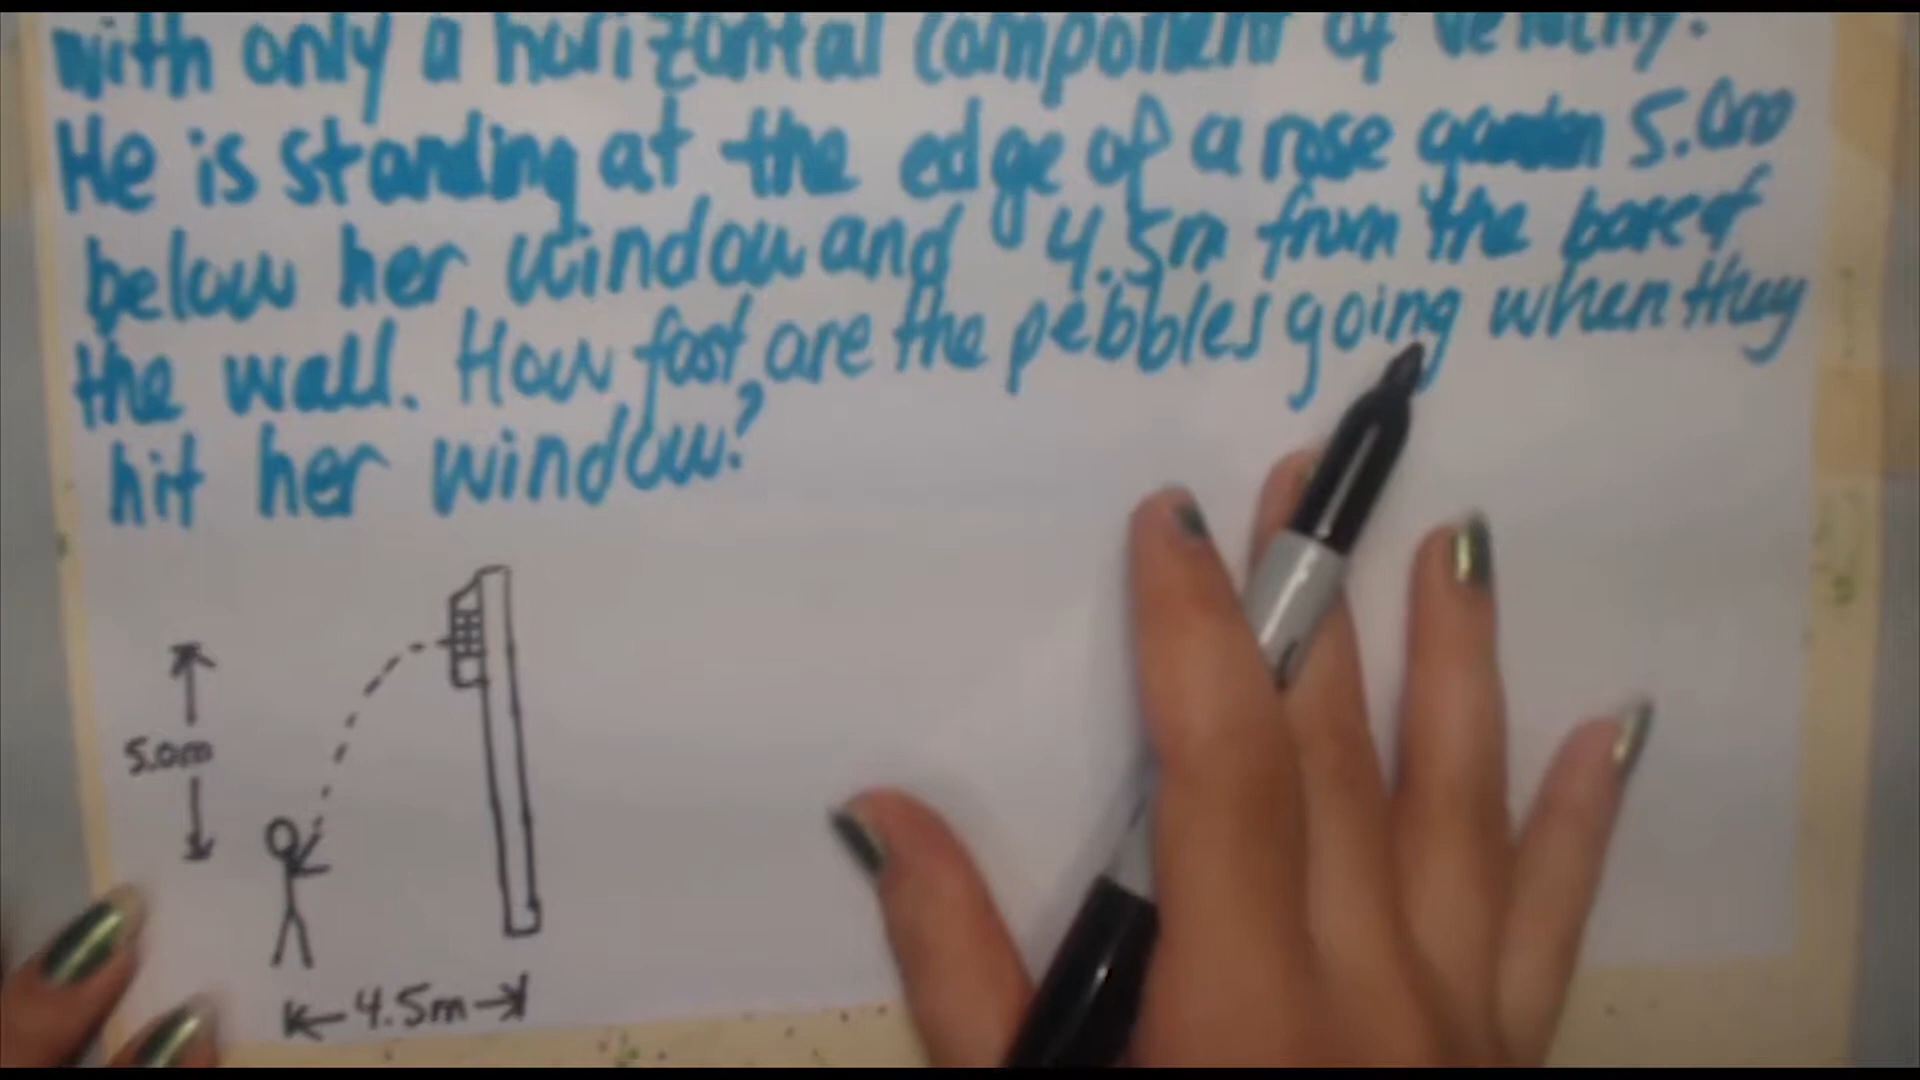 with only a horizontal component of velocity.
He is standing at the edge of a rose garden 5.0m
below her window and 4.5m from the base of
the wall. How fast, are the pebbles going when they
hit her window?
5.0m
4.5m